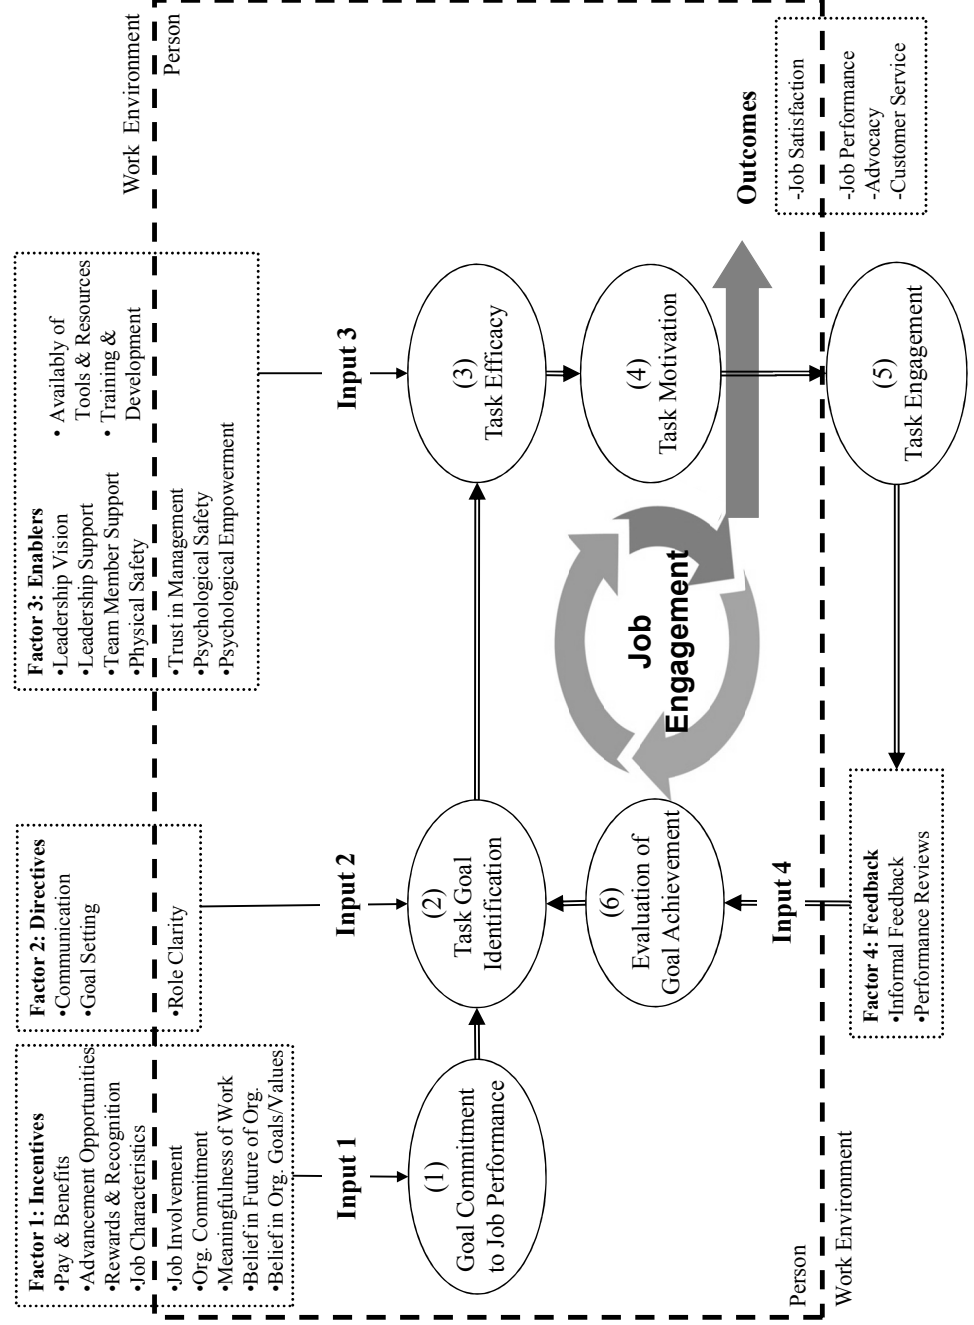 Factor 1: Incentives
•Pay & Benefits
•Advancement Opportunities
•Rewards & Recognition
•Job Characteristics
•Job Involvement
•Org. Commitment
•Meaningfulness of Work
•Belief in Future of Org.
•Belief in Org. Goals/Values
Factor 2: Directives
•Communication
•Goal Setting
•Role Clarity
Factor 3: Enablers
•Leadership Vision
•Leadership Support
•Team Member Support
•Physical Safety
• Availably of
Tools & Resources
• Training &
Development
•Trust in Management
•Psychological Safety
•Psychological Empowerment
Work Environment
Person
Input 1
Input 2
Input 3
(1)
Goal Commitment
to Job Performance
(2)
Task Goal
Identification
(3)
Task Efficacy
(6)
Evaluation of
Goal Achievement
Job
Engagement
(4)
Task Motivation
Outcomes
-Job Satisfaction
-Job Performance
-Advocacy
-Customer Service
Input 4
Person
Work Environment
Factor 4: Feedback
•Informal Feedback
•Performance Reviews
(5)
Task Engagement